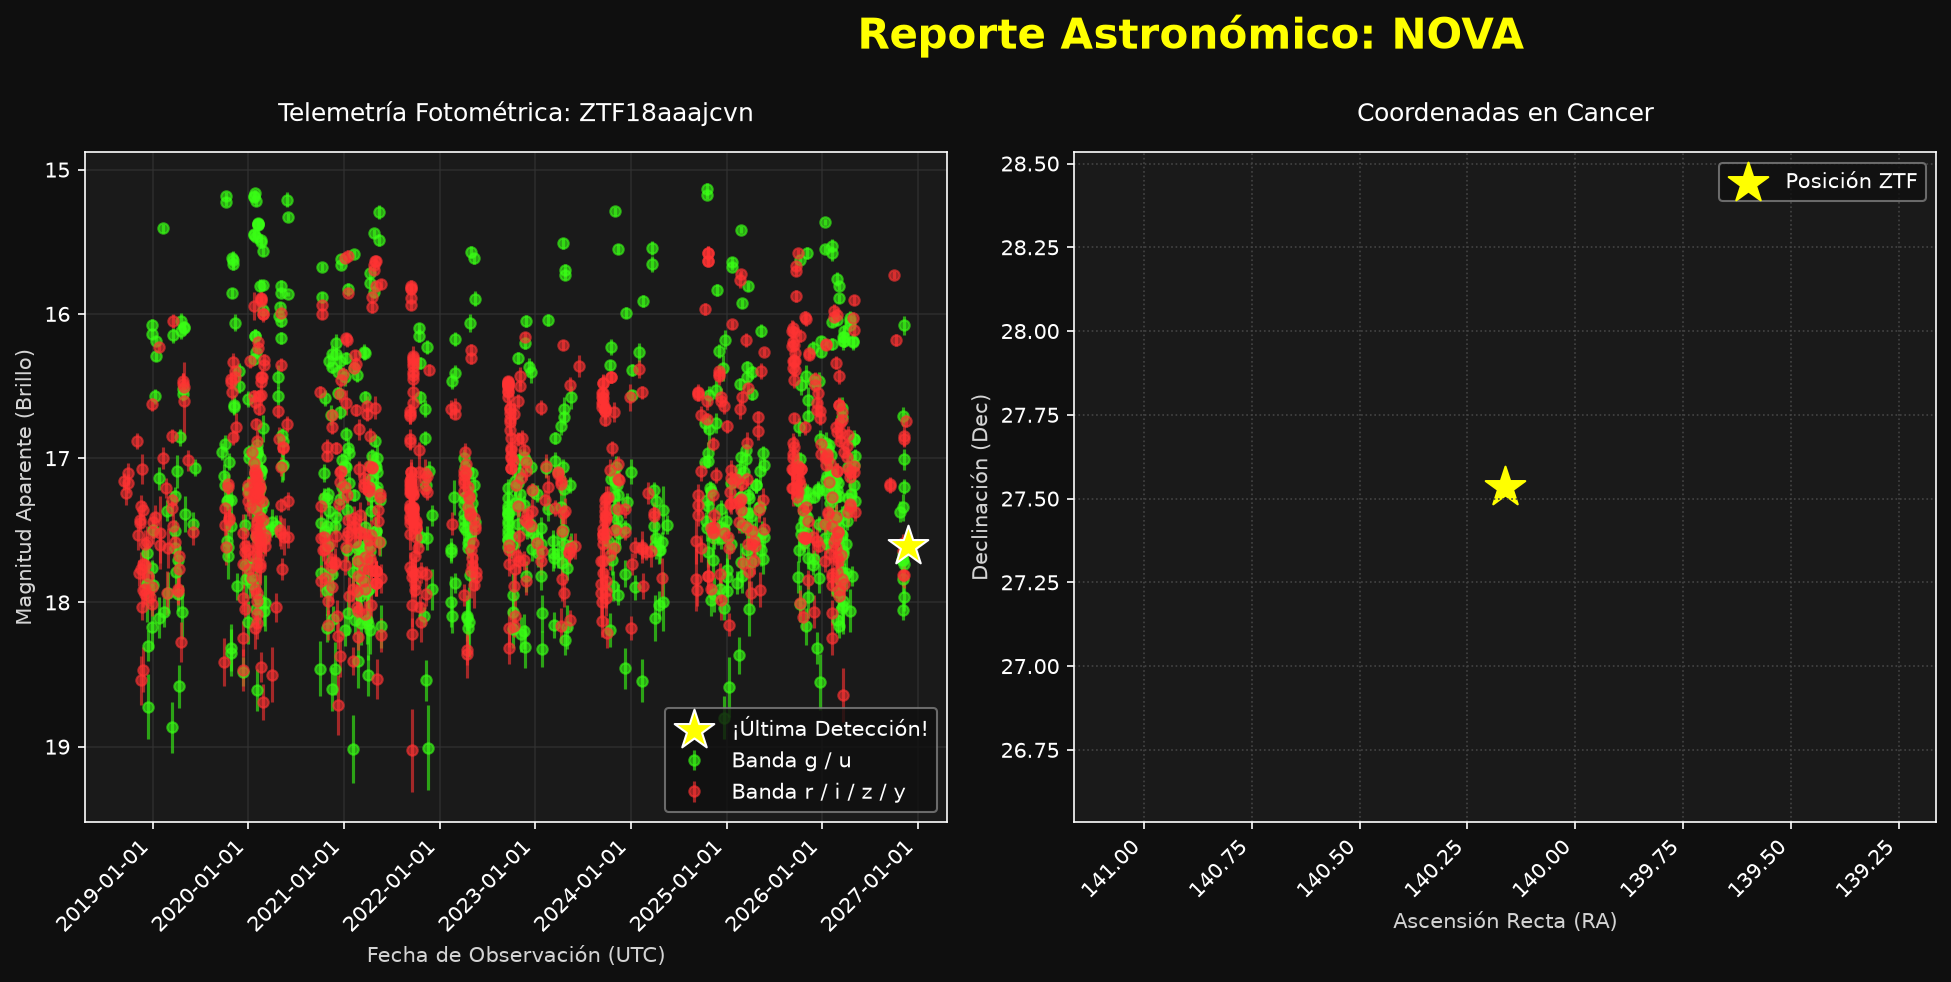 Reporte Astronómico: NOVA
Telemetría Fotométrica: ZTF18aaajcvn
Magnitud Aparente (Brillo)
15
16
17
18
19
¡Última Detección!
Banda g / u
Banda r / i / z / y
2019-01-01
2020-01-01
2021-01-01
2022-01-01
2023-01-01
2024-01-01
2025-01-01
2026-01-01
2027-01-01
Fecha de Observación (UTC)
Coordenadas en Cancer
Declinación (Dec)
28.50
28.25
28.00
27.75
27.50
27.25
27.00
26.75
Posición ZTF
141.00
140.75
140.50
140.25
140.00
139.75
139.50
139.25
Ascensión Recta (RA)